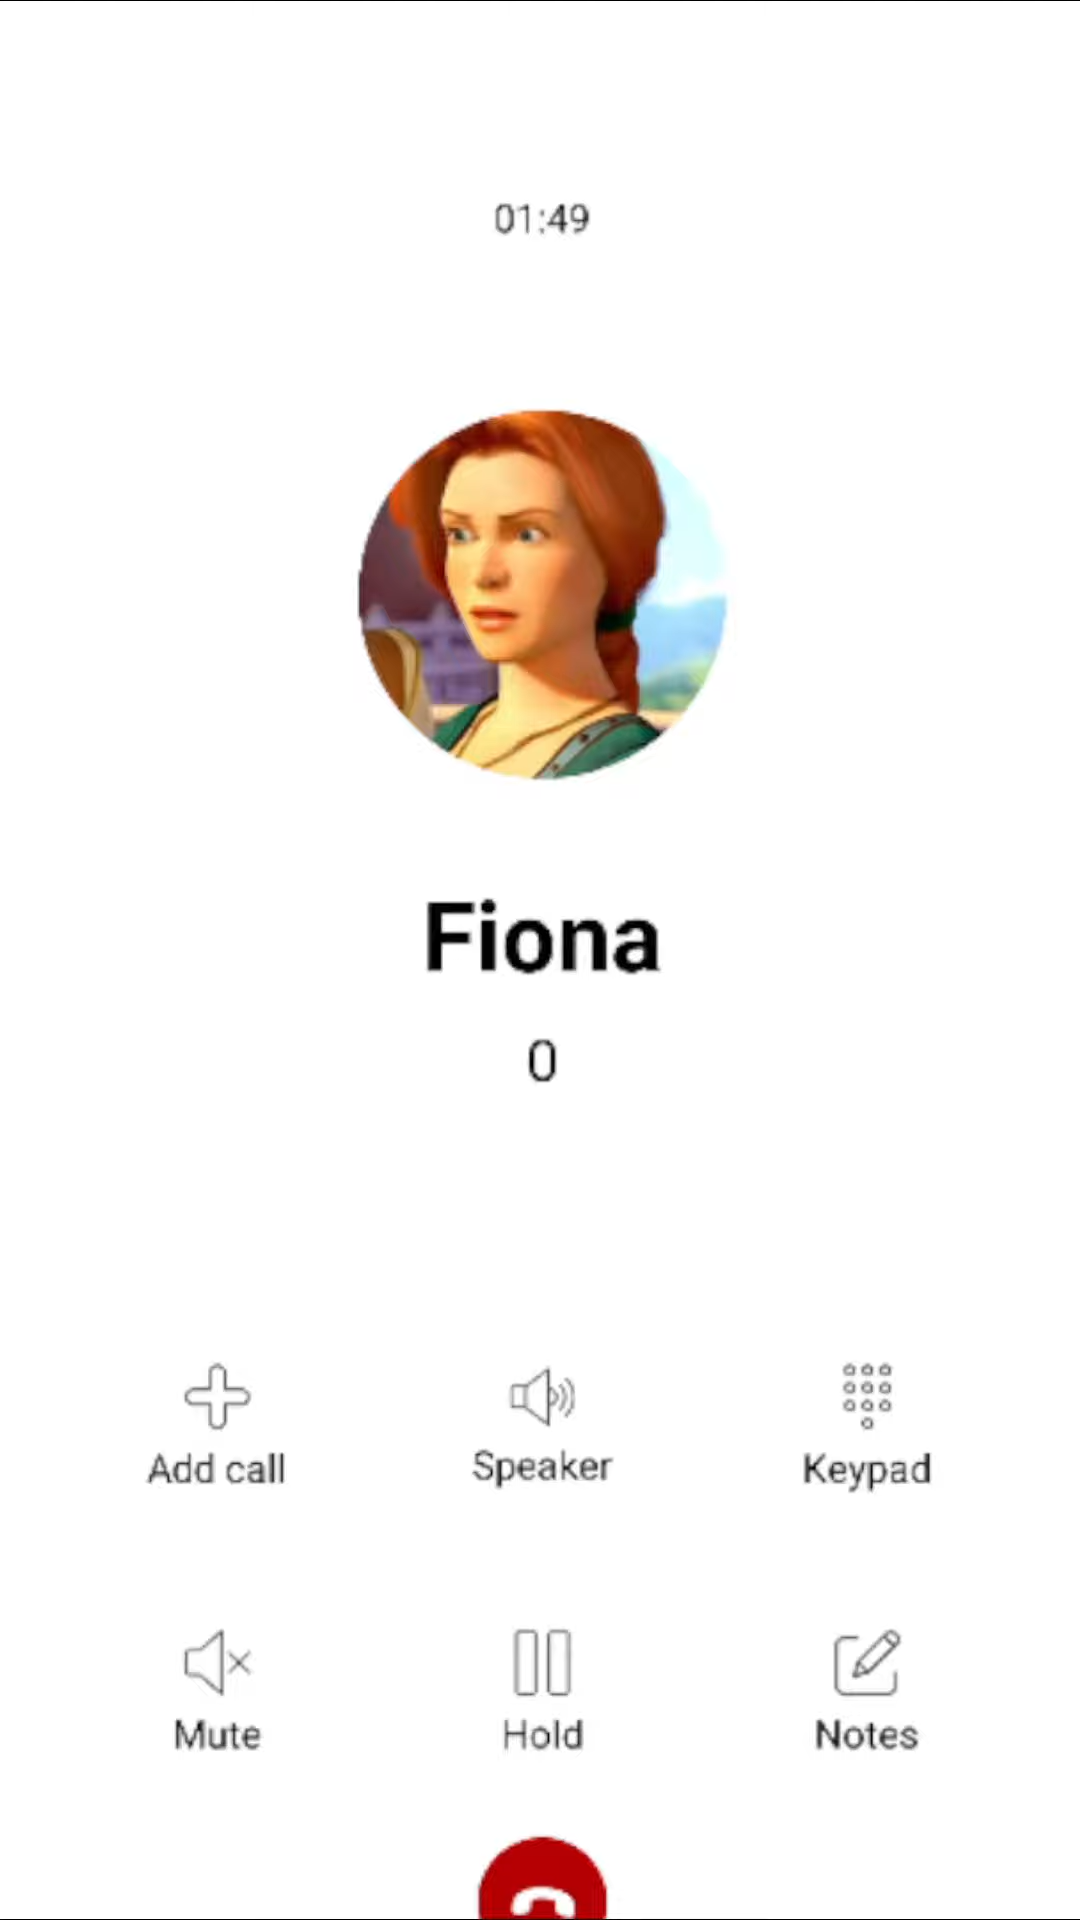 01:49
Fiona
0
Add call
Speaker
Keypad
Mute
Hold
Notes